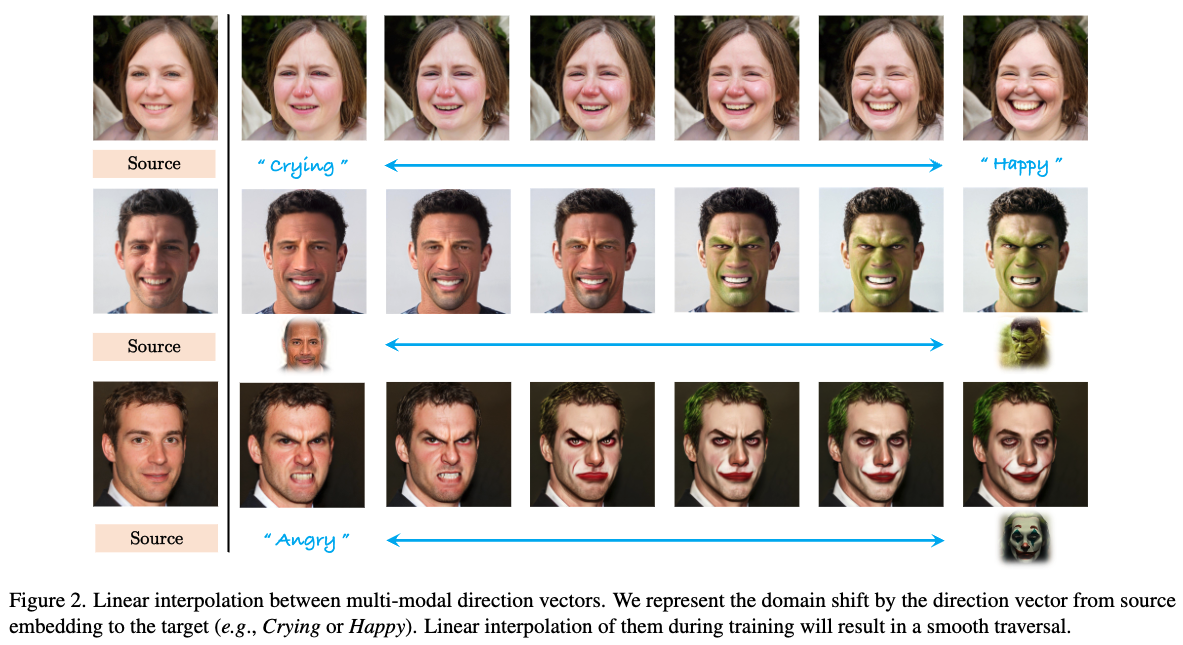 Source
“ Crying ”
“ Happy ”
Source
Source
“ Angry ”
Figure 2. Linear interpolation between multi-modal direction vectors. We represent the domain shift by the direction vector from source
embedding to the target (e.g., Crying or Happy). Linear interpolation of them during training will result in a smooth traversal.